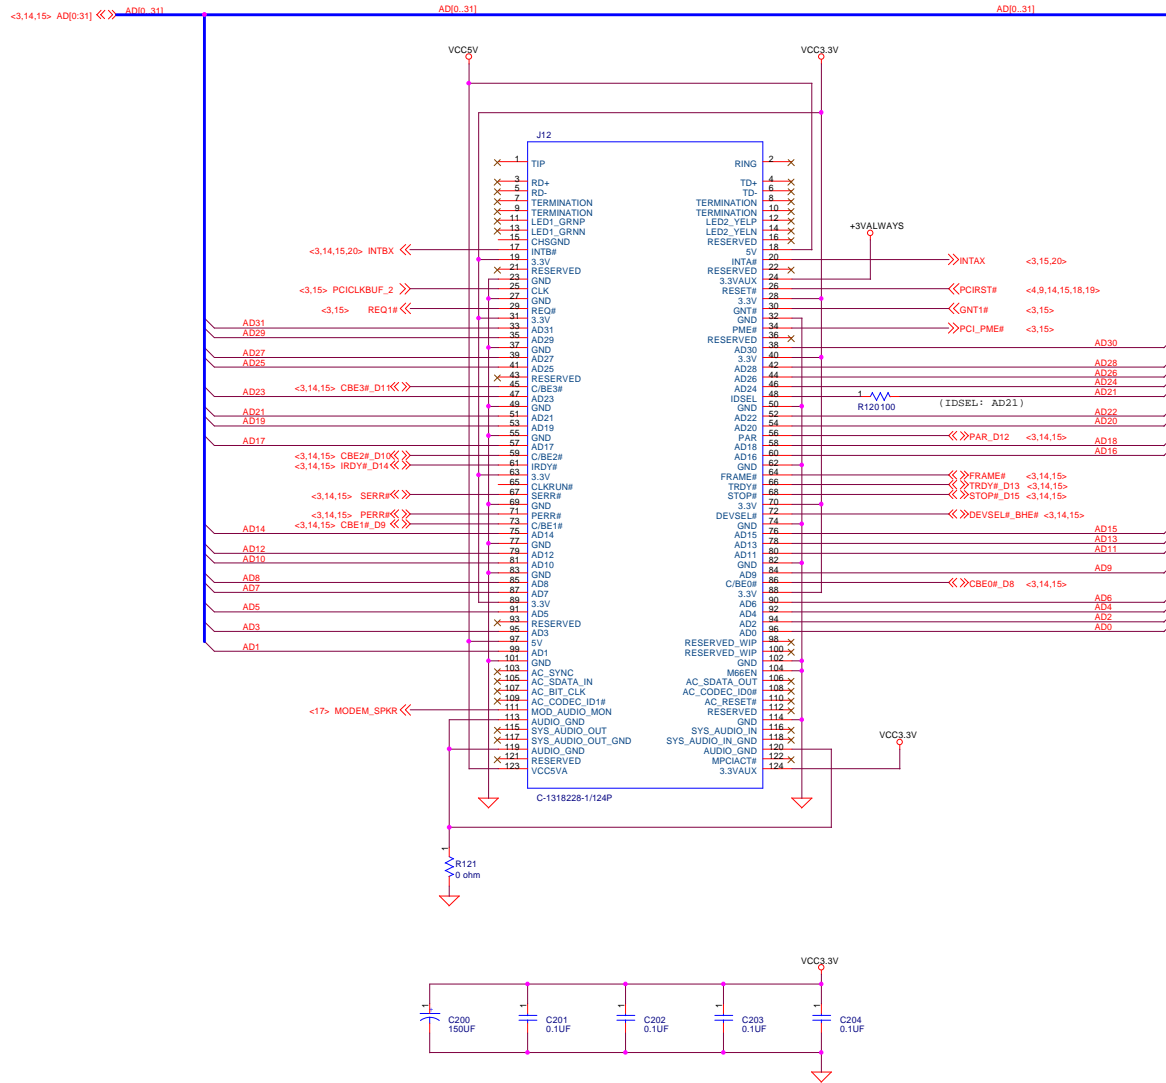 <3,14,15> AD[0:31] AD[0..31] AD[0..31] AD[0..31]
VCC5V VCC3.3V
J12
1 TIP RING 2
3 RD+ TD+ 4
5 RD- TD- 6
7 TERMINATION TERMINATION 8
9 TERMINATION TERMINATION 10
11 LED1_GRNP LED2_YELP 12
13 LED1_GRNN LED2_YELN 14
+3VALWAYS
15 CHSGND RESERVED 16
<3,14,15,20> INTBX 17 INTB# 5V 18
19 3.3V INTA# 20 INTAX <3,15,20>
21 RESERVED RESERVED 22
23 GND 3.3VAUX 24
<3,15> PCICLKBUF_2 25 CLK RESET# 26 PCIRST# <4,9,14,15,18,19>
27 GND 3.3V 28
<3,15> REQ1# 29 REQ# GNT# 30 GNT1# <3,15>
31 3.3V GND 32
AD31 33 AD31 PME# 34 PCI_PME# <3,15>
AD29 35 AD29 RESERVED 36
37 GND AD30 38 AD30
AD27 39 AD27 3.3V 40
AD25 41 AD25 AD28 42 AD28
43 RESERVED AD26 44 AD26
<3,14,15> CBE3#_D11 45 C/BE3# AD24 46 AD24
AD23 47 AD23 IDSEL 48 1 R120 100 AD21
49 GND GND 50 (IDSEL: AD21)
AD21 51 AD21 AD22 52 AD22
AD19 53 AD19 AD20 54 AD20
55 GND PAR 56 PAR_D12 <3,14,15>
AD17 57 AD17 AD18 58 AD18
<3,14,15> CBE2#_D10 59 C/BE2# AD16 60 AD16
<3,14,15> IRDY#_D14 61 IRDY# GND 62
63 3.3V FRAME# 64 FRAME# <3,14,15>
65 CLKRUN# TRDY# 66 TRDY#_D13 <3,14,15>
<3,14,15> SERR# 67 SERR# STOP# 68 STOP#_D15 <3,14,15>
69 GND 3.3V 70
<3,14,15> PERR# 71 PERR# DEVSEL# 72 DEVSEL#_BHE# <3,14,15>
<3,14,15> CBE1#_D9 73 C/BE1# GND 74
AD14 75 AD14 AD15 76 AD15
77 GND AD13 78 AD13
AD12 79 AD12 AD11 80 AD11
AD10 81 AD10 GND 82
83 GND AD9 84 AD9
AD8 85 AD8 C/BE0# 86 CBE0#_D8 <3,14,15>
AD7 87 AD7 3.3V 88
89 3.3V AD6 90 AD6
AD5 91 AD5 AD4 92 AD4
93 RESERVED AD2 94 AD2
AD3 95 AD3 AD0 96 AD0
97 5V RESERVED_WIP 98
AD1 99 AD1 RESERVED_WIP 100
101 GND GND 102
103 AC_SYNC M66EN 104
105 AC_SDATA_IN AC_SDATA_OUT 106
107 AC_BIT_CLK AC_CODEC_ID0# 108
109 AC_CODEC_ID1# AC_RESET# 110
<17> MODEM_SPKR 111 MOD_AUDIO_MON RESERVED 112
113 AUDIO_GND GND 114
115 SYS_AUDIO_OUT SYS_AUDIO_IN 116
117 SYS_AUDIO_OUT_GND SYS_AUDIO_IN_GND 118
VCC3.3V
119 AUDIO_GND AUDIO_GND 120
121 RESERVED MPCIACT# 122
123 VCC5VA 3.3VAUX 124
C-1318228-1/124P
1
R121
0 ohm
VCC3.3V
1 1 1 1 1
+
C200 C201 C202 C203 C204
150UF 0.1UF 0.1UF 0.1UF 0.1UF